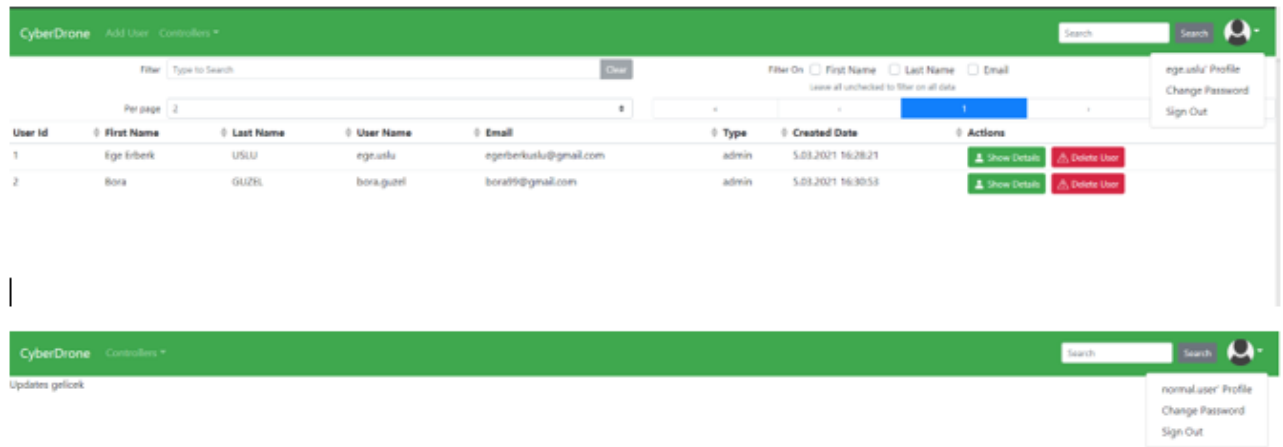 CyberDrone Add User Controllers Search Search
ege.uslu' Profile
Change Password
Sign Out
Filter Type to Search Clear Filter On First Name Last Name Email
Leave all unchecked to filter on all data
Per page 2 « ‹ 1 ›
User Id First Name Last Name User Name Email Type Created Date Actions
1 Ege Erberk USLU ege.uslu egerberkuslu@gmail.com admin 5.03.2021 16:28:21 Show Details Delete User
2 Bora GUZEL bora.guzel bora99@gmail.com admin 5.03.2021 16:30:53 Show Details Delete User
CyberDrone Controllers Search Search
Updates gelicek
normal.user' Profile
Change Password
Sign Out